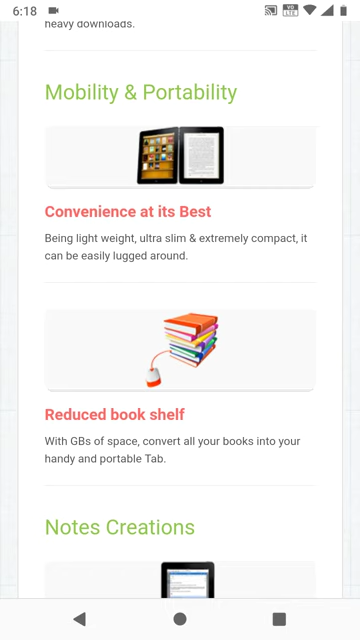 6:18
VO
LTE
heavy downloads.
Mobility & Portability
Convenience at its Best
Being light weight, ultra slim & extremely compact, it
can be easily lugged around.
Reduced book shelf
With GBs of space, convert all your books into your
handy and portable Tab.
Notes Creations